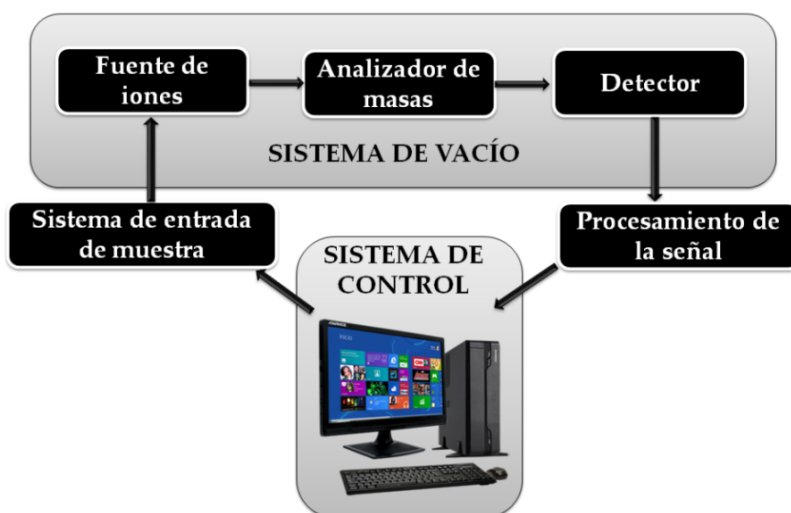 Fuente de
iones
Analizador de
masas
Detector
SISTEMA DE VACÍO
Sistema de entrada
de muestra
Procesamiento de
la señal
SISTEMA DE
CONTROL